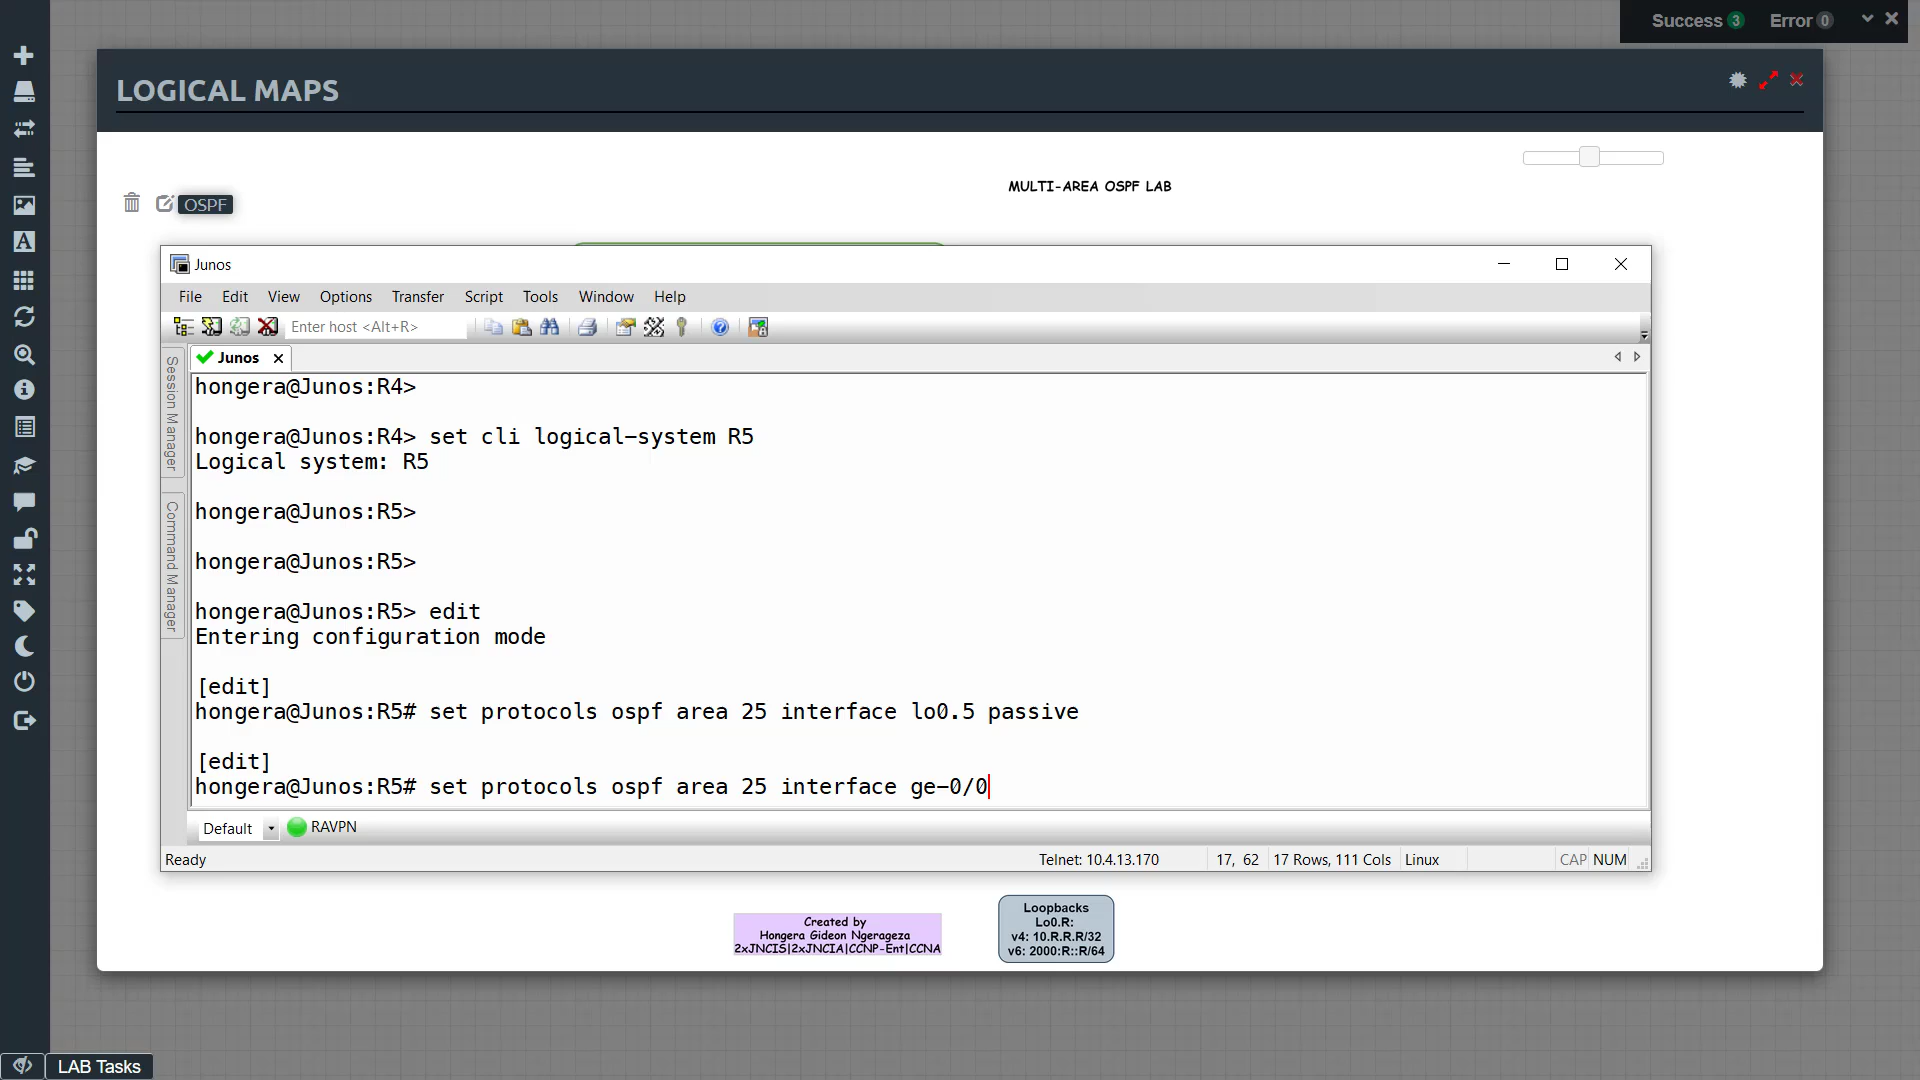 Success 3 Error 0
LOGICAL MAPS
MULTI-AREA OSPF LAB
OSPF
Junos
File Edit View Options Transfer Script Tools Window Help
Enter host <Alt+R>
Junos
Session Manager
Command Manager
hongera@Junos:R4>
hongera@Junos:R4> set cli logical-system R5
Logical system: R5
hongera@Junos:R5>
hongera@Junos:R5>
hongera@Junos:R5> edit
Entering configuration mode
[edit]
hongera@Junos:R5# set protocols ospf area 25 interface lo0.5 passive
[edit]
hongera@Junos:R5# set protocols ospf area 25 interface ge-0/0
Default RAVPN
Ready Telnet: 10.4.13.170 17, 62 17 Rows, 111 Cols Linux CAP NUM
Created by
Hongera Gideon Ngerageza
2xJNCIS|2xJNCIA|CCNP-Ent|CCNA
Loopbacks
Lo0.R:
v4: 10.R.R.R/32
v6: 2000:R::R/64
LAB Tasks